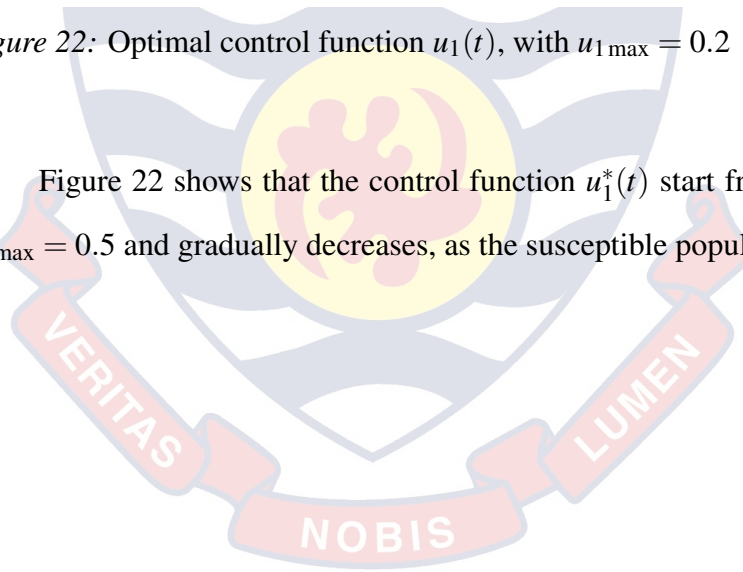 gure 22: Optimal control function u₁(t), with u₁ max = 0.2
Figure 22 shows that the control function u₁*(t) start fr
max = 0.5 and gradually decreases, as the susceptible popul
VERITAS
NOBIS
LUMEN